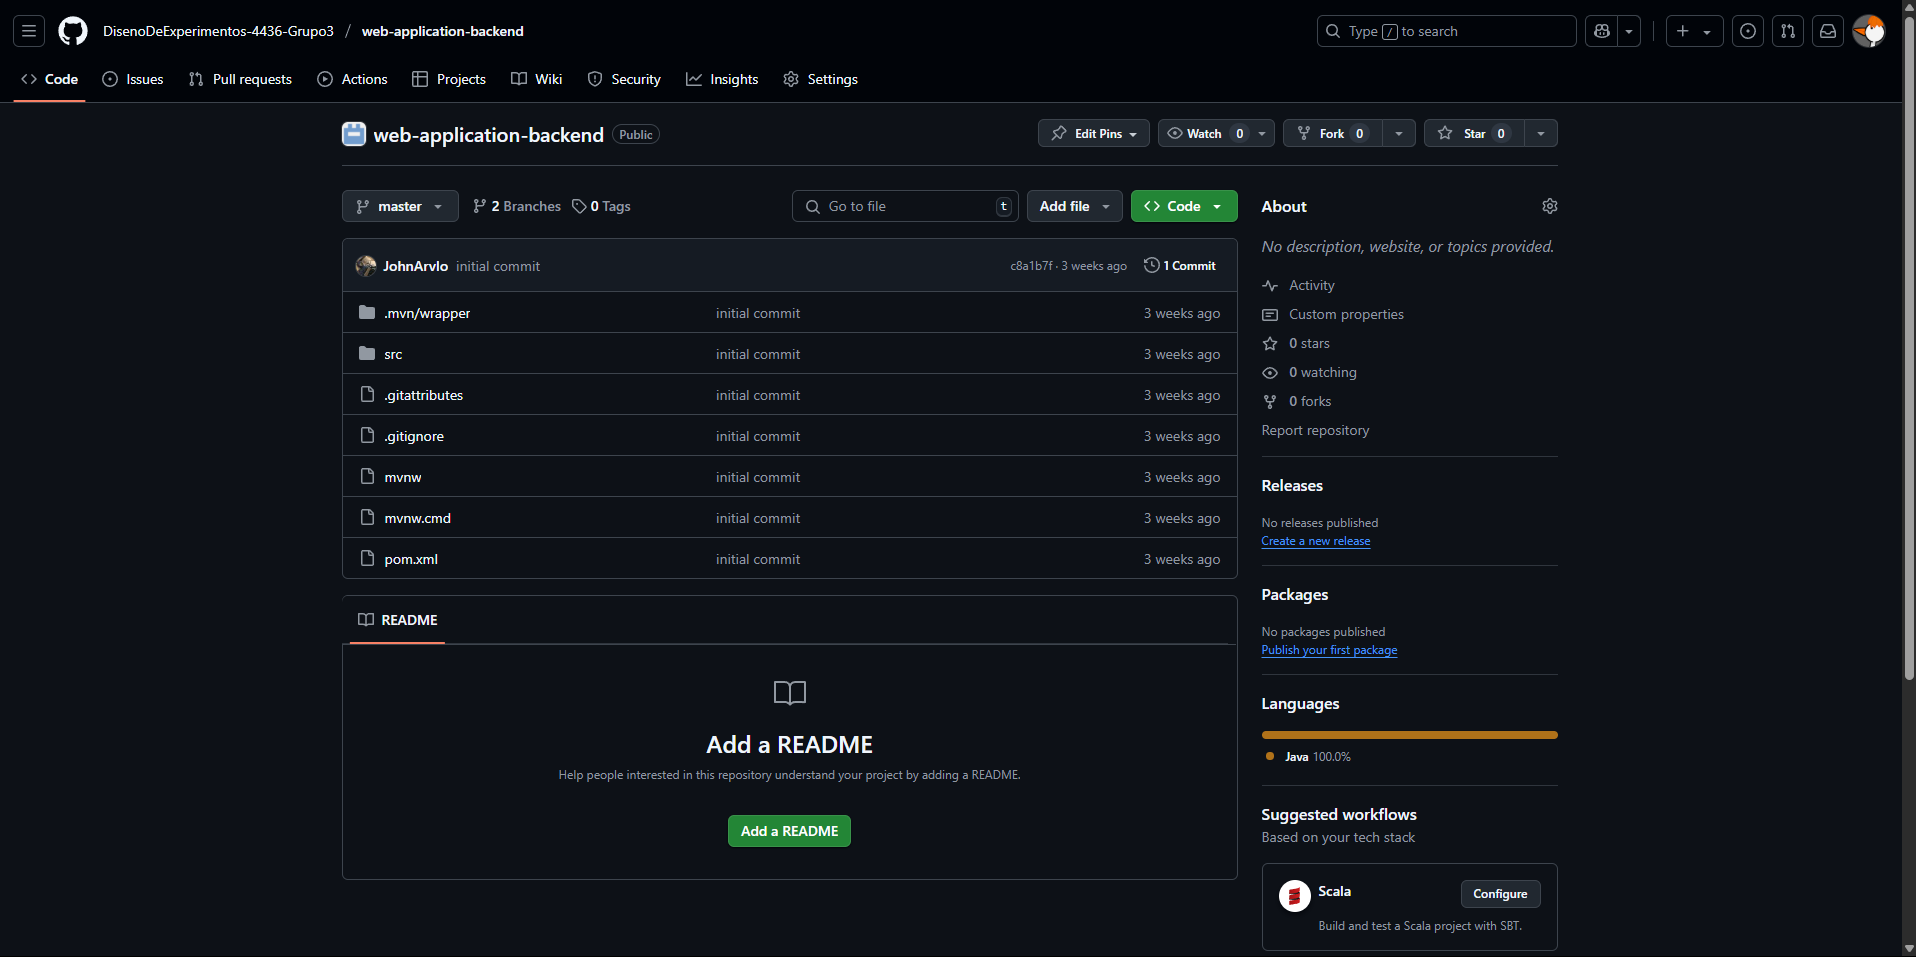 DisenoDeExperimentos-4436-Grupo3 / web-application-backend
Type / to search
Code Issues Pull requests Actions Projects Wiki Security Insights Settings
web-application-backend Public
Edit Pins Watch 0 Fork 0 Star 0
master 2 Branches 0 Tags
Go to file t
Add file
Code
JohnArvlo initial commit c8a1b7f · 3 weeks ago 1 Commit
.mvn/wrapper initial commit 3 weeks ago
src initial commit 3 weeks ago
.gitattributes initial commit 3 weeks ago
.gitignore initial commit 3 weeks ago
mvnw initial commit 3 weeks ago
mvnw.cmd initial commit 3 weeks ago
pom.xml initial commit 3 weeks ago
README
Add a README
Help people interested in this repository understand your project by adding a README.
Add a README
About
No description, website, or topics provided.
Activity
Custom properties
0 stars
0 watching
0 forks
Report repository
Releases
No releases published
Create a new release
Packages
No packages published
Publish your first package
Languages
Java 100.0%
Suggested workflows
Based on your tech stack
Scala
Configure
Build and test a Scala project with SBT.